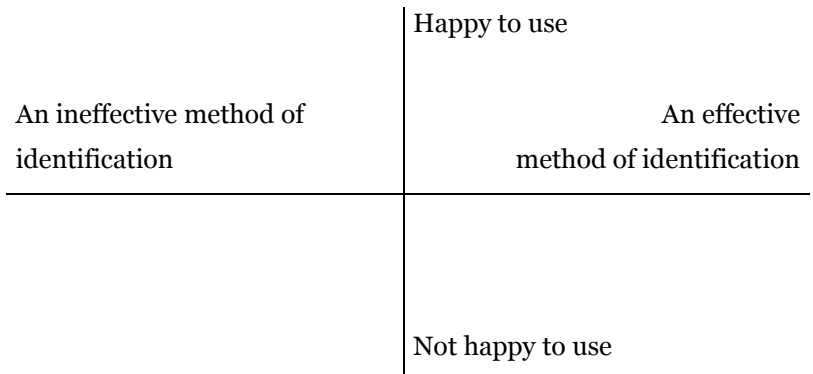 Happy to use
An ineffective method of
identification
An effective
method of identification
Not happy to use